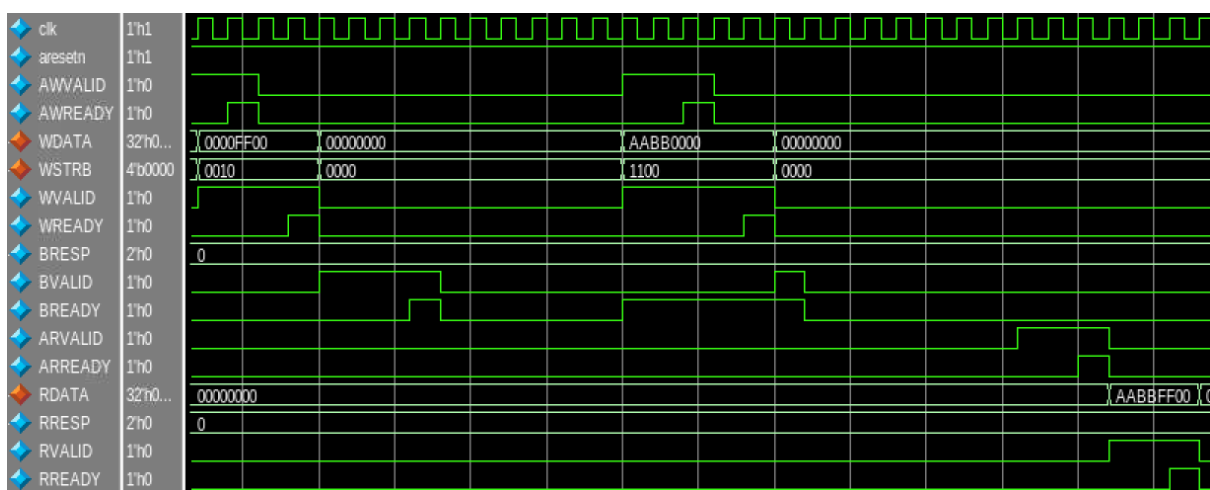 clk 1'h1
aresetn 1'h1
AWVALID 1'h0
AWREADY 1'h0
WDATA 32'h0... 0000FF00 00000000 AABB0000 00000000
WSTRB 4'b0000 0010 0000 1100 0000
WVALID 1'h0
WREADY 1'h0
BRESP 2'h0 0
BVALID 1'h0
BREADY 1'h0
ARVALID 1'h0
ARREADY 1'h0
RDATA 32'h0... 00000000 AABBFF00
RRESP 2'h0 0
RVALID 1'h0
RREADY 1'h0